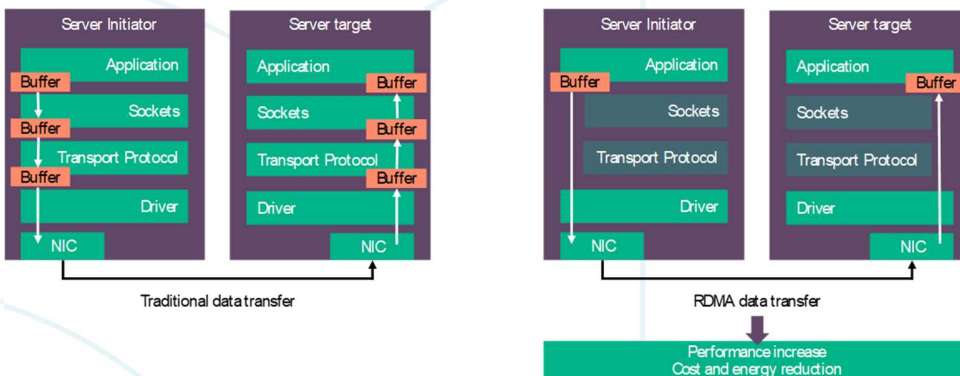 Server Initiator
Application
Buffer
Sockets
Buffer
Transport Protocol
Buffer
Driver
NIC
Server target
Application
Buffer
Sockets
Buffer
Transport Protocol
Buffer
Driver
NIC
Traditional data transfer
Server Initiator
Application
Buffer
Sockets
Transport Protocol
Driver
NIC
Server target
Application
Buffer
Sockets
Transport Protocol
Driver
NIC
RDMA data transfer
Performance increase
Cost and energy reduction